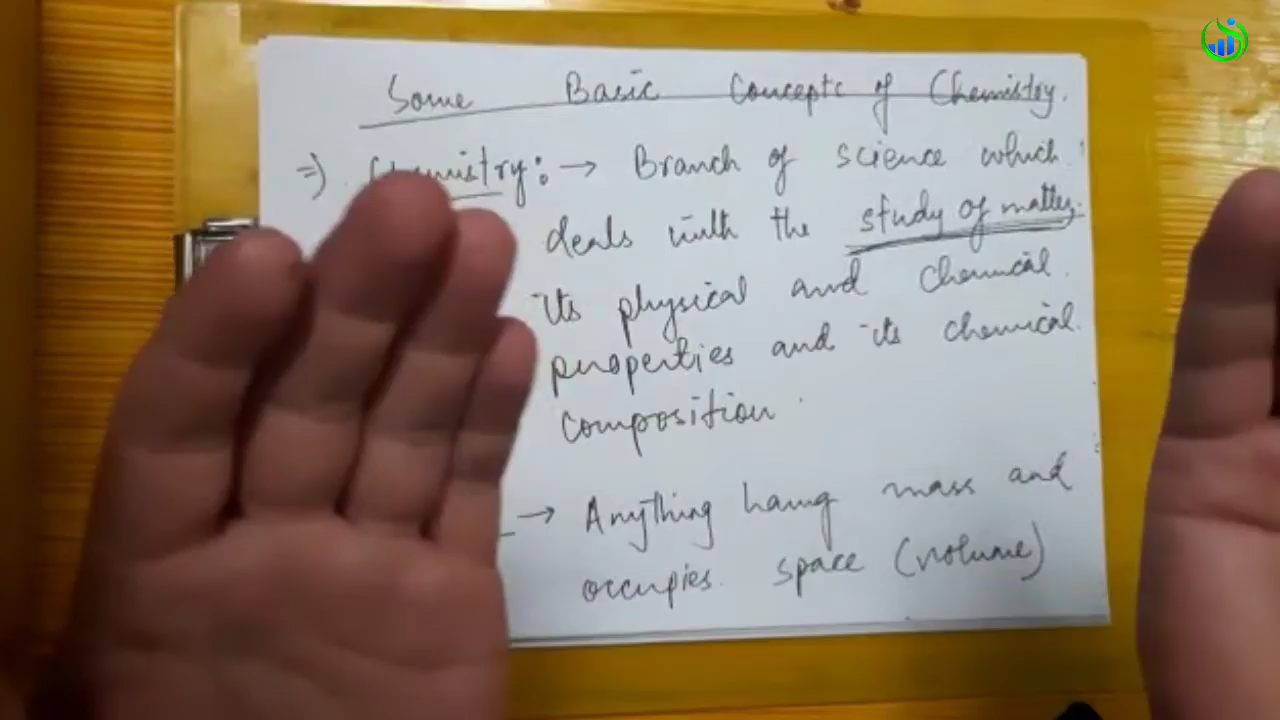 Some Basic Concepts of Chemistry.
⇒ Chemistry: → Branch of science which
deals with the study of matter,
its physical and chemical
properties and its chemical
composition
→ Anything having mass and
occupies space (volume)